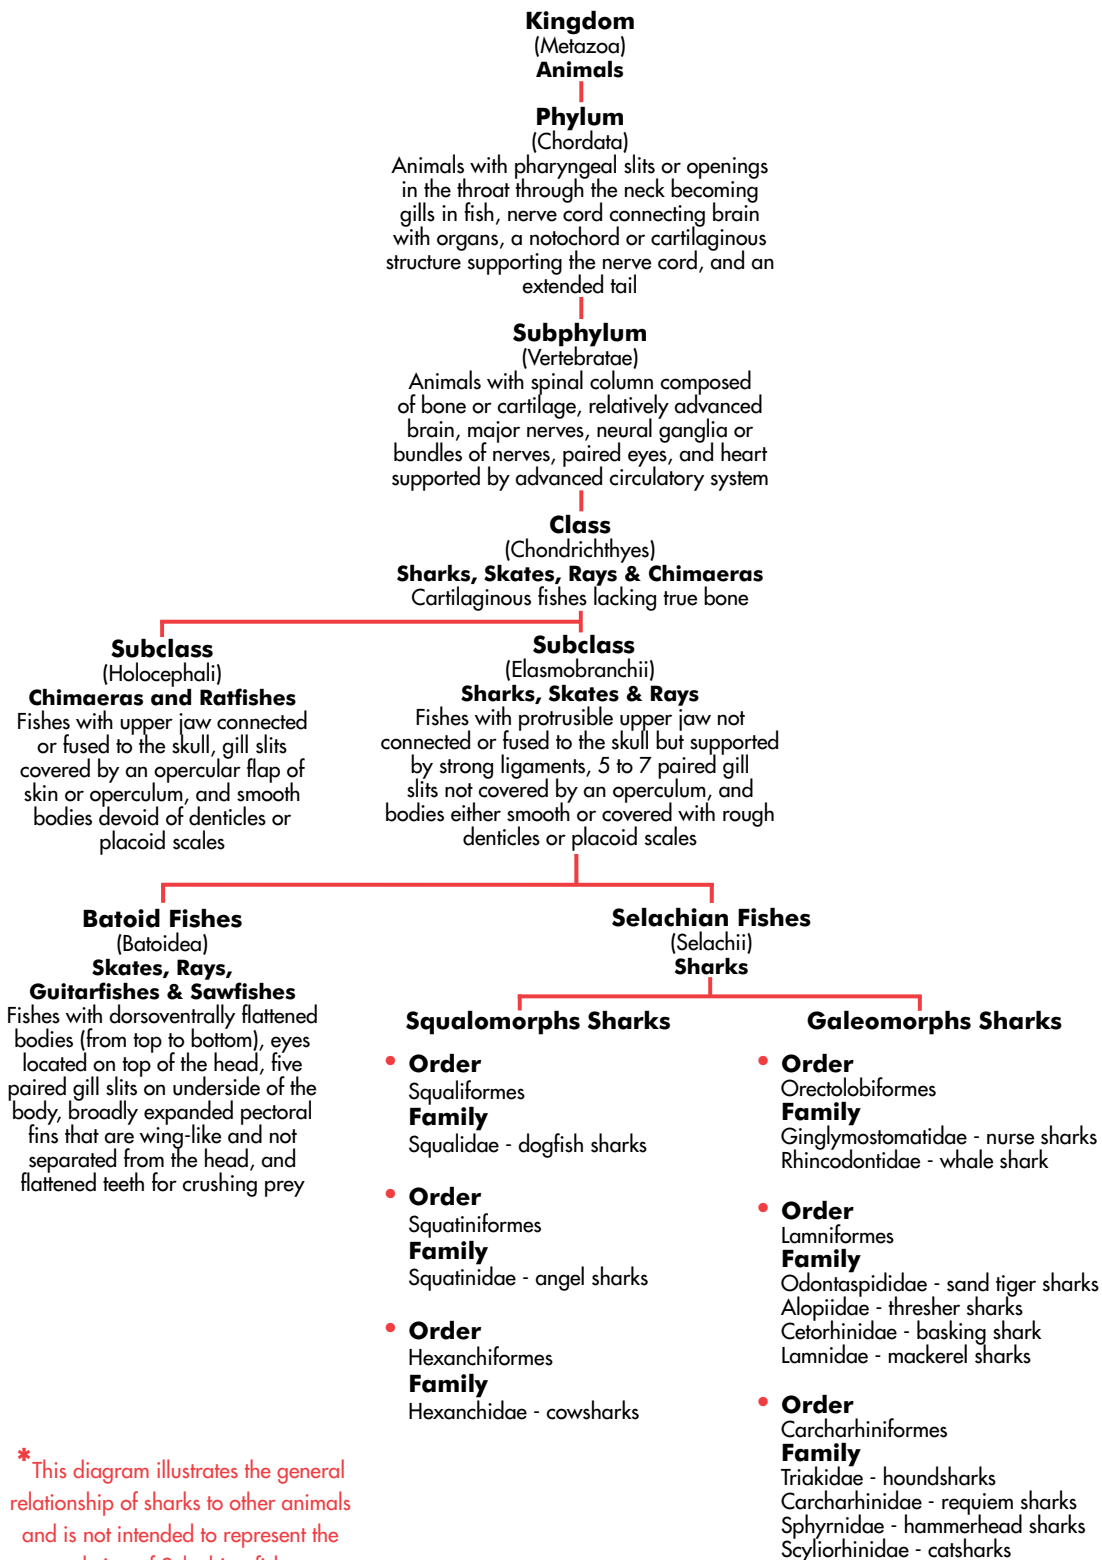 Kingdom
(Metazoa)
Animals
Phylum
(Chordata)
Animals with pharyngeal slits or openings
in the throat through the neck becoming
gills in fish, nerve cord connecting brain
with organs, a notochord or cartilaginous
structure supporting the nerve cord, and an
extended tail
Subphylum
(Vertebratae)
Animals with spinal column composed
of bone or cartilage, relatively advanced
brain, major nerves, neural ganglia or
bundles of nerves, paired eyes, and heart
supported by advanced circulatory system
Class
(Chondrichthyes)
Sharks, Skates, Rays & Chimaeras
Cartilaginous fishes lacking true bone
Subclass
(Holocephali)
Chimaeras and Ratfishes
Fishes with upper jaw connected
or fused to the skull, gill slits
covered by an opercular flap of
skin or operculum, and smooth
bodies devoid of denticles or
placoid scales
Subclass
(Elasmobranchii)
Sharks, Skates & Rays
Fishes with protrusible upper jaw not
connected or fused to the skull but supported
by strong ligaments, 5 to 7 paired gill
slits not covered by an operculum, and
bodies either smooth or covered with rough
denticles or placoid scales
Batoid Fishes
(Batoidea)
Skates, Rays,
Guitarfishes & Sawfishes
Fishes with dorsoventrally flattened
bodies (from top to bottom), eyes
located on top of the head, five
paired gill slits on underside of the
body, broadly expanded pectoral
fins that are wing-like and not
separated from the head, and
flattened teeth for crushing prey
Selachian Fishes
(Selachii)
Sharks
Squalomorphs Sharks
• Order
Squaliformes
Family
Squalidae - dogfish sharks
• Order
Squatiniformes
Family
Squatinidae - angel sharks
• Order
Hexanchiformes
Family
Hexanchidae - cowsharks
Galeomorphs Sharks
• Order
Orectolobiformes
Family
Ginglymostomatidae - nurse sharks
Rhincodontidae - whale shark
• Order
Lamniformes
Family
Odontaspididae - sand tiger sharks
Alopiidae - thresher sharks
Cetorhinidae - basking shark
Lamnidae - mackerel sharks
• Order
Carcharhiniformes
Family
Triakidae - houndsharks
Carcharhinidae - requiem sharks
Sphyrnidae - hammerhead sharks
Scyliorhinidae - catsharks
*This diagram illustrates the general
relationship of sharks to other animals
and is not intended to represent the